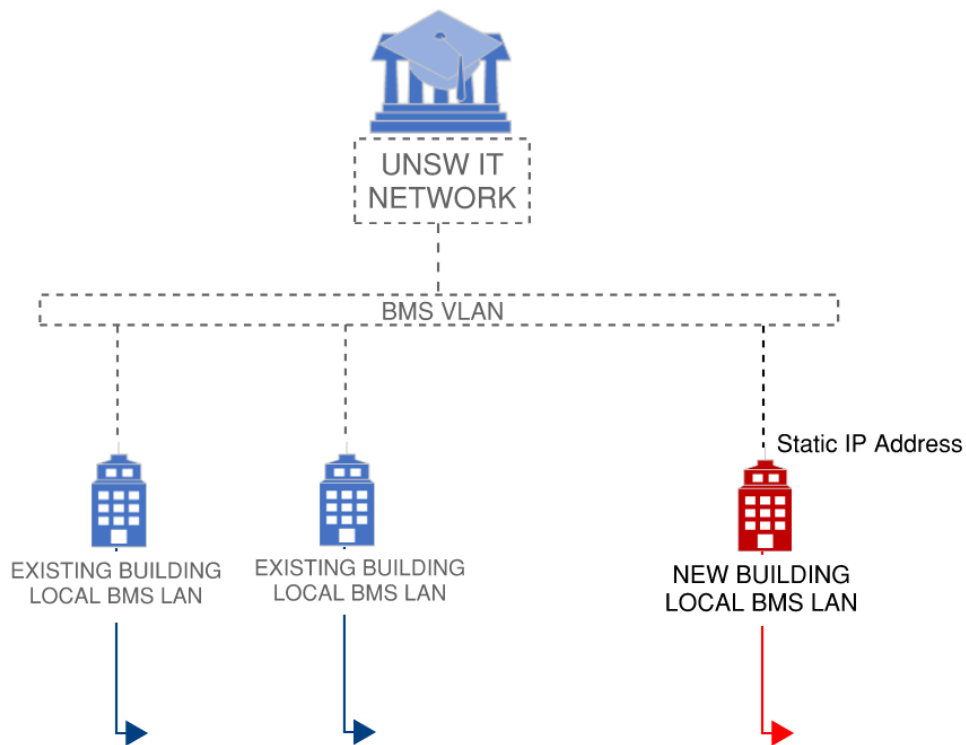 UNSW IT
NETWORK
BMS VLAN
Static IP Address
EXISTING BUILDING
LOCAL BMS LAN
EXISTING BUILDING
LOCAL BMS LAN
NEW BUILDING
LOCAL BMS LAN